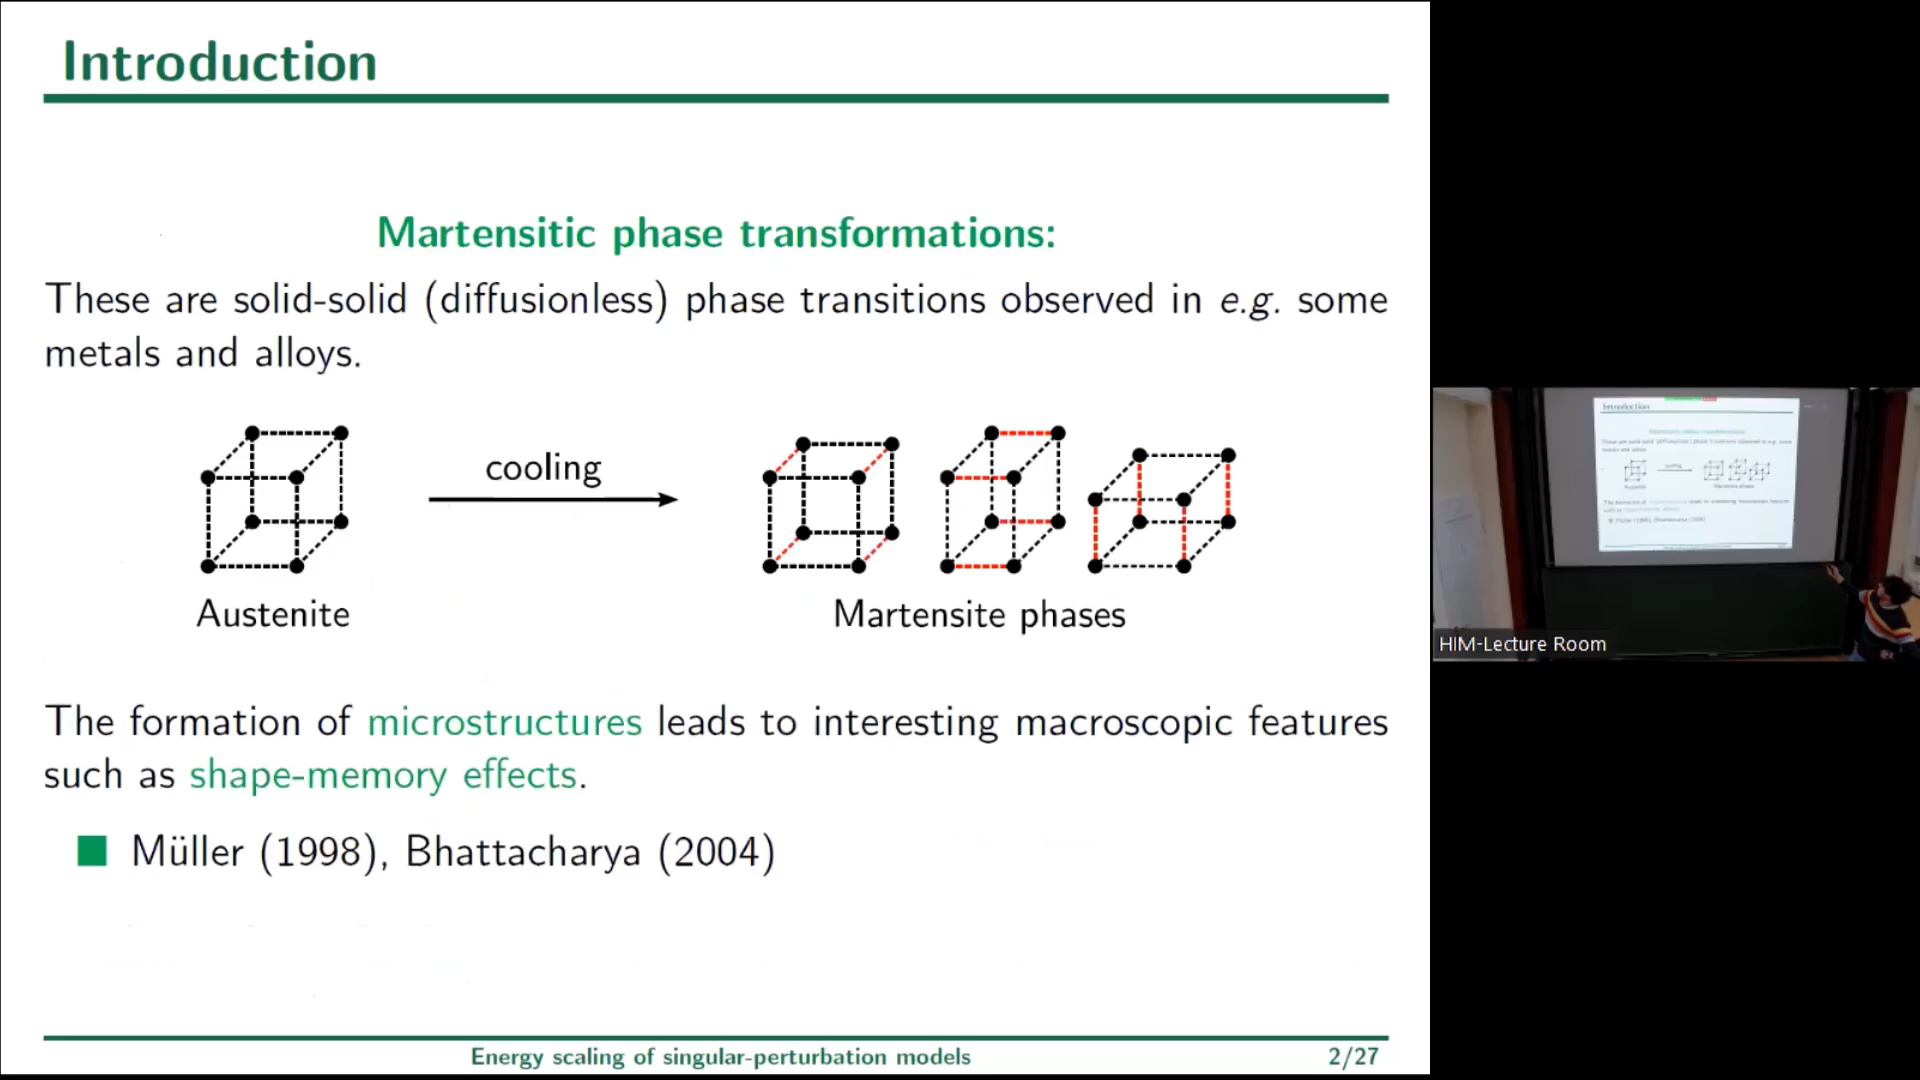 Introduction
Martensitic phase transformations:
These are solid-solid (diffusionless) phase transitions observed in e.g. some
metals and alloys.
cooling
Austenite
Martensite phases
The formation of microstructures leads to interesting macroscopic features
such as shape-memory effects.
Müller (1998), Bhattacharya (2004)
Energy scaling of singular-perturbation models
2/27
Introduction
HIM-Lecture Room